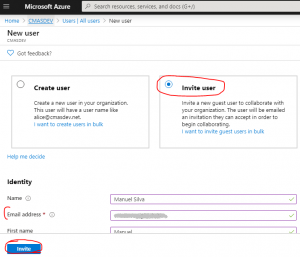 Microsoft Azure
Search resources, services, and docs (G+/)
Home > CMASDEV > Users | All users > New user
New user
CMASDEV
Got feedback?
Create user
Create a new user in your organization.
This user will have a user name like
alice@cmasdev.net.
I want to create users in bulk
Invite user
Invite a new guest user to collaborate with
your organization. The user will be emailed
an invitation they can accept in order to
begin collaborating.
I want to invite guest users in bulk
Help me decide
Identity
Name
Manuel Silva
Email address *
First name
Manuel
Invite